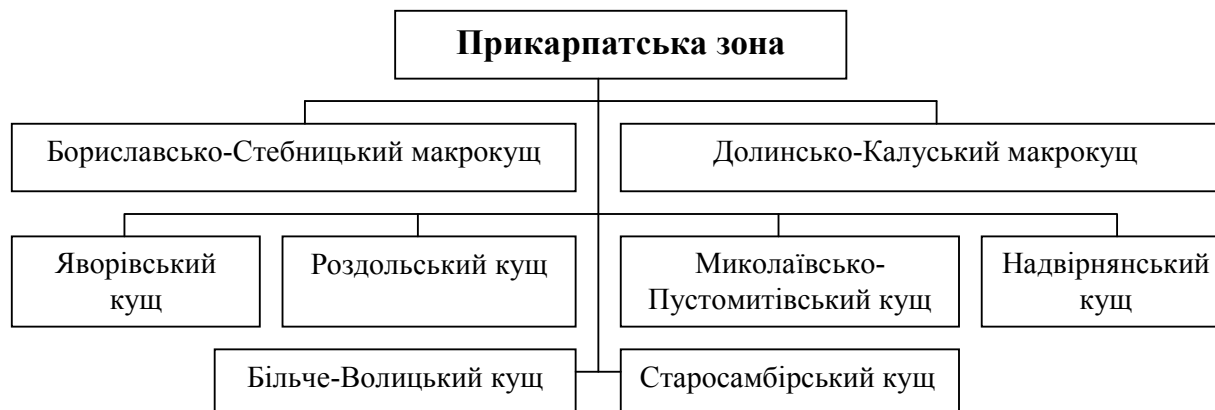 Прикарпатська зона
Бориславсько-Стебницький макрокущ
Долинсько-Калуський макрокущ
Яворівський
кущ
Роздольський кущ
Миколаївсько-
Пустомитівський кущ
Надвірнянський
кущ
Більче-Волицький кущ
Старосамбірський кущ